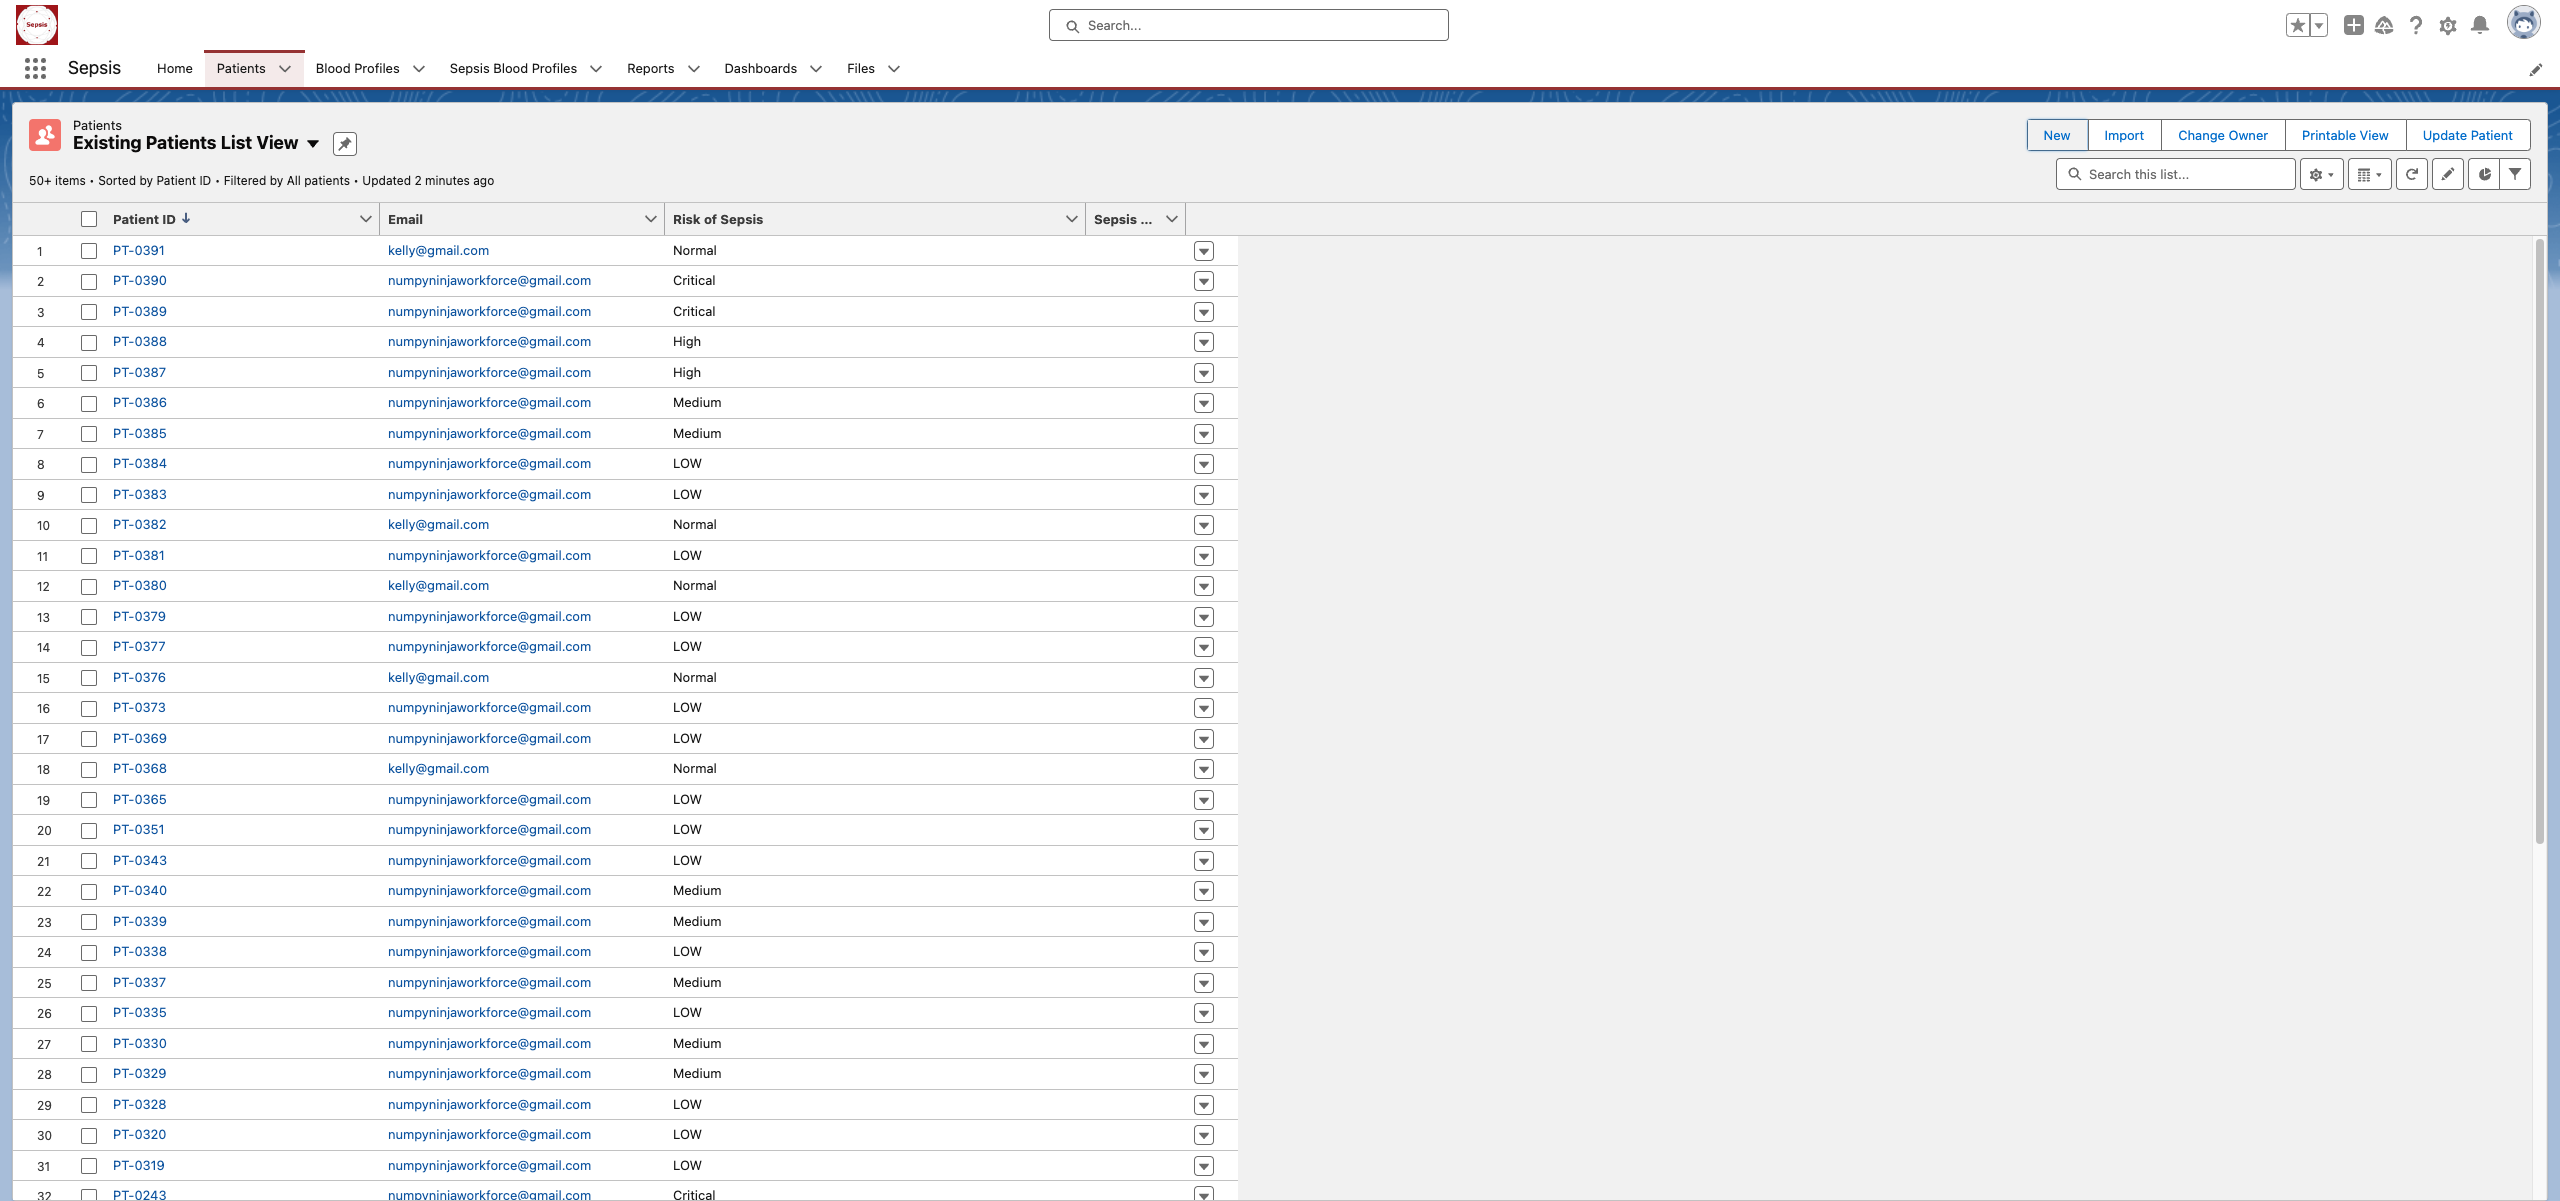 Sepsis
Search...
Sepsis
Home
Patients
Blood Profiles
Sepsis Blood Profiles
Reports
Dashboards
Files
Patients
Existing Patients List View
New
Import
Change Owner
Printable View
Update Patient
50+ items • Sorted by Patient ID • Filtered by All patients • Updated 2 minutes ago
Search this list...
Patient ID Email Risk of Sepsis Sepsis ...
1 PT-0391 kelly@gmail.com Normal
2 PT-0390 numpyninjaworkforce@gmail.com Critical
3 PT-0389 numpyninjaworkforce@gmail.com Critical
4 PT-0388 numpyninjaworkforce@gmail.com High
5 PT-0387 numpyninjaworkforce@gmail.com High
6 PT-0386 numpyninjaworkforce@gmail.com Medium
7 PT-0385 numpyninjaworkforce@gmail.com Medium
8 PT-0384 numpyninjaworkforce@gmail.com LOW
9 PT-0383 numpyninjaworkforce@gmail.com LOW
10 PT-0382 kelly@gmail.com Normal
11 PT-0381 numpyninjaworkforce@gmail.com LOW
12 PT-0380 kelly@gmail.com Normal
13 PT-0379 numpyninjaworkforce@gmail.com LOW
14 PT-0377 numpyninjaworkforce@gmail.com LOW
15 PT-0376 kelly@gmail.com Normal
16 PT-0373 numpyninjaworkforce@gmail.com LOW
17 PT-0369 numpyninjaworkforce@gmail.com LOW
18 PT-0368 kelly@gmail.com Normal
19 PT-0365 numpyninjaworkforce@gmail.com LOW
20 PT-0351 numpyninjaworkforce@gmail.com LOW
21 PT-0343 numpyninjaworkforce@gmail.com LOW
22 PT-0340 numpyninjaworkforce@gmail.com Medium
23 PT-0339 numpyninjaworkforce@gmail.com Medium
24 PT-0338 numpyninjaworkforce@gmail.com LOW
25 PT-0337 numpyninjaworkforce@gmail.com Medium
26 PT-0335 numpyninjaworkforce@gmail.com LOW
27 PT-0330 numpyninjaworkforce@gmail.com Medium
28 PT-0329 numpyninjaworkforce@gmail.com Medium
29 PT-0328 numpyninjaworkforce@gmail.com LOW
30 PT-0320 numpyninjaworkforce@gmail.com LOW
31 PT-0319 numpyninjaworkforce@gmail.com LOW
32 PT-0243 numpyninjaworkforce@gmail.com Critical